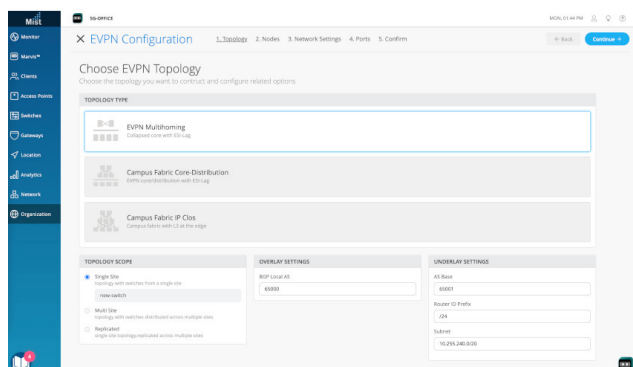 Mist
5G-OFFICE
MON, 01:44 PM
Monitor
Marvis™
Clients
Access Points
Switches
Gateways
Location
Analytics
Network
Organization
4
EVPN Configuration
1. Topology 2. Nodes 3. Network Settings 4. Ports 5. Confirm
← Back
Continue →
Choose EVPN Topology
Choose the topology you want to contruct and configure related options
TOPOLOGY TYPE
EVPN Multihoming
Collapsed core with ESI-Lag
Campus Fabric Core-Distribution
EVPN core/distribution with ESI-Lag
Campus Fabric IP Clos
Campus fabric with L3 at the edge
TOPOLOGY SCOPE
Single Site
topology with switches from a single site
new-switch
Multi Site
topology with switches distributed across multiple sites
Replicated
single site topology replicated across multiple sites
OVERLAY SETTINGS
BGP Local AS
65000
UNDERLAY SETTINGS
AS Base
65001
Router ID Prefix
/24
Subnet
10.255.240.0/20